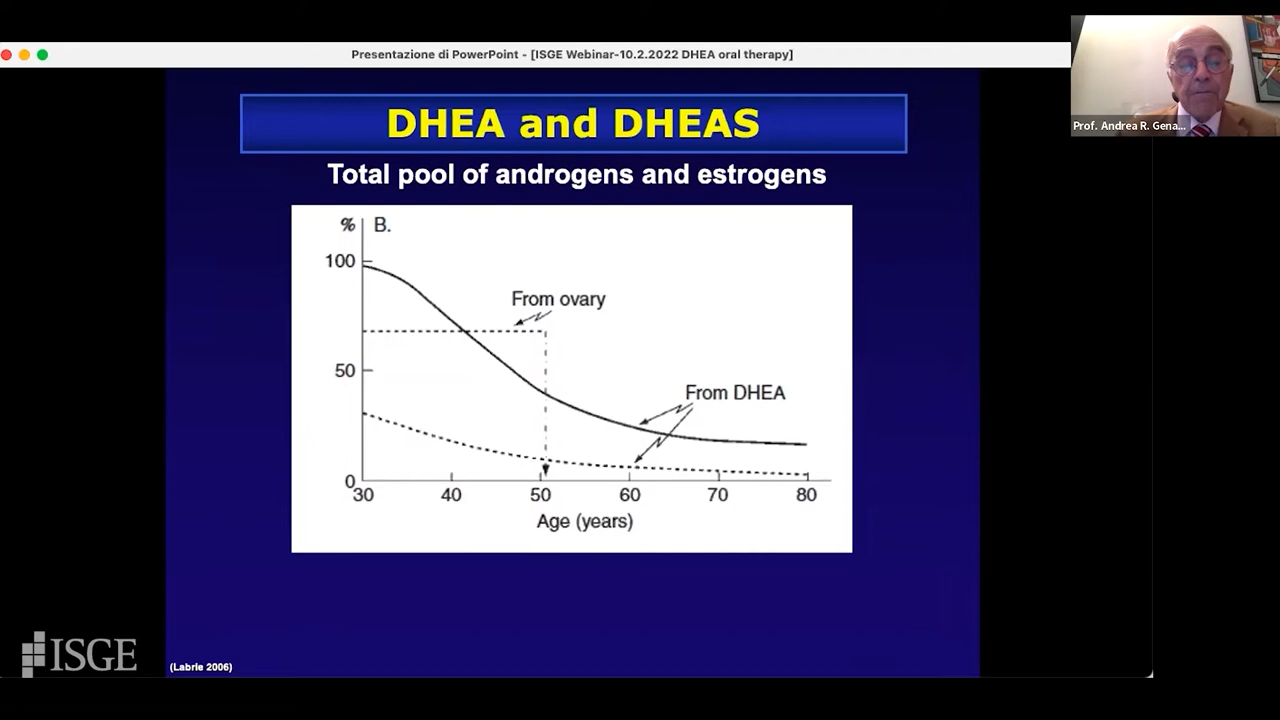 Presentazione di PowerPoint - [ISGE Webinar-10.2.2022 DHEA oral therapy]
Prof. Andrea R. Gena...
DHEA and DHEAS
Total pool of androgens and estrogens
% B.
100
From ovary
50
From DHEA
0
30 40 50 60 70 80
Age (years)
ISGE
(Labrie 2006)